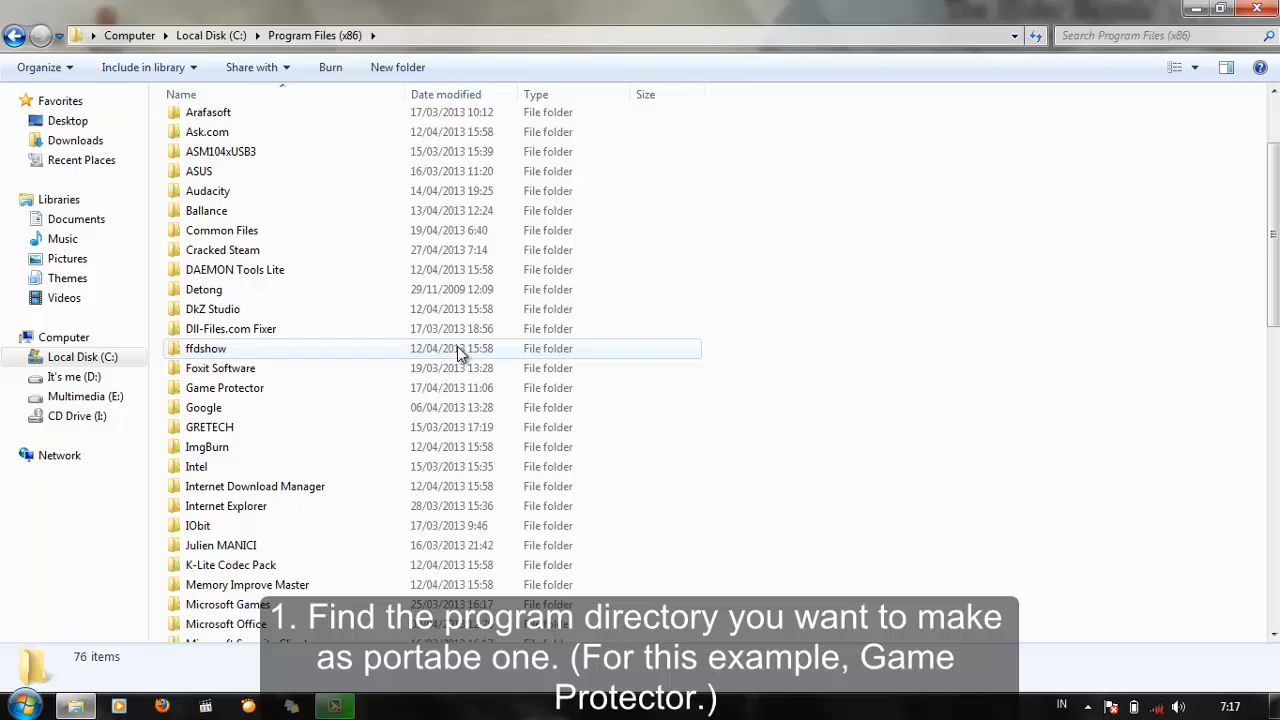 Computer ▸ Local Disk (C:) ▸ Program Files (x86) ▸
Search Program Files (x86)
Organize Include in library Share with Burn New folder
Name Date modified Type Size
Favorites
Desktop
Downloads
Recent Places
Libraries
Documents
Music
Pictures
Themes
Videos
Computer
Local Disk (C:)
It's me (D:)
Multimedia (E:)
CD Drive (I:)
Network
Arafasoft 17/03/2013 10:12 File folder
Ask.com 12/04/2013 15:58 File folder
ASM104xUSB3 15/03/2013 15:39 File folder
ASUS 16/03/2013 11:20 File folder
Audacity 14/04/2013 19:25 File folder
Ballance 13/04/2013 12:24 File folder
Common Files 19/04/2013 6:40 File folder
Cracked Steam 27/04/2013 7:14 File folder
DAEMON Tools Lite 12/04/2013 15:58 File folder
Detong 29/11/2009 12:09 File folder
DkZ Studio 12/04/2013 15:58 File folder
Dll-Files.com Fixer 17/03/2013 18:56 File folder
ffdshow 12/04/2013 15:58 File folder
Foxit Software 19/03/2013 13:28 File folder
Game Protector 17/04/2013 11:06 File folder
Google 06/04/2013 13:28 File folder
GRETECH 15/03/2013 17:19 File folder
ImgBurn 12/04/2013 15:58 File folder
Intel 15/03/2013 15:35 File folder
Internet Download Manager 12/04/2013 15:58 File folder
Internet Explorer 28/03/2013 15:36 File folder
IObit 17/03/2013 9:46 File folder
Julien MANICI 16/03/2013 21:42 File folder
K-Lite Codec Pack 12/04/2013 15:58 File folder
Memory Improve Master 12/04/2013 15:58 File folder
Microsoft Games 25/03/2013 16:17 File folder
Microsoft Office
1. Find the program directory you want to make
as portabe one. (For this example, Game
Protector.)
76 items
IN 7:17